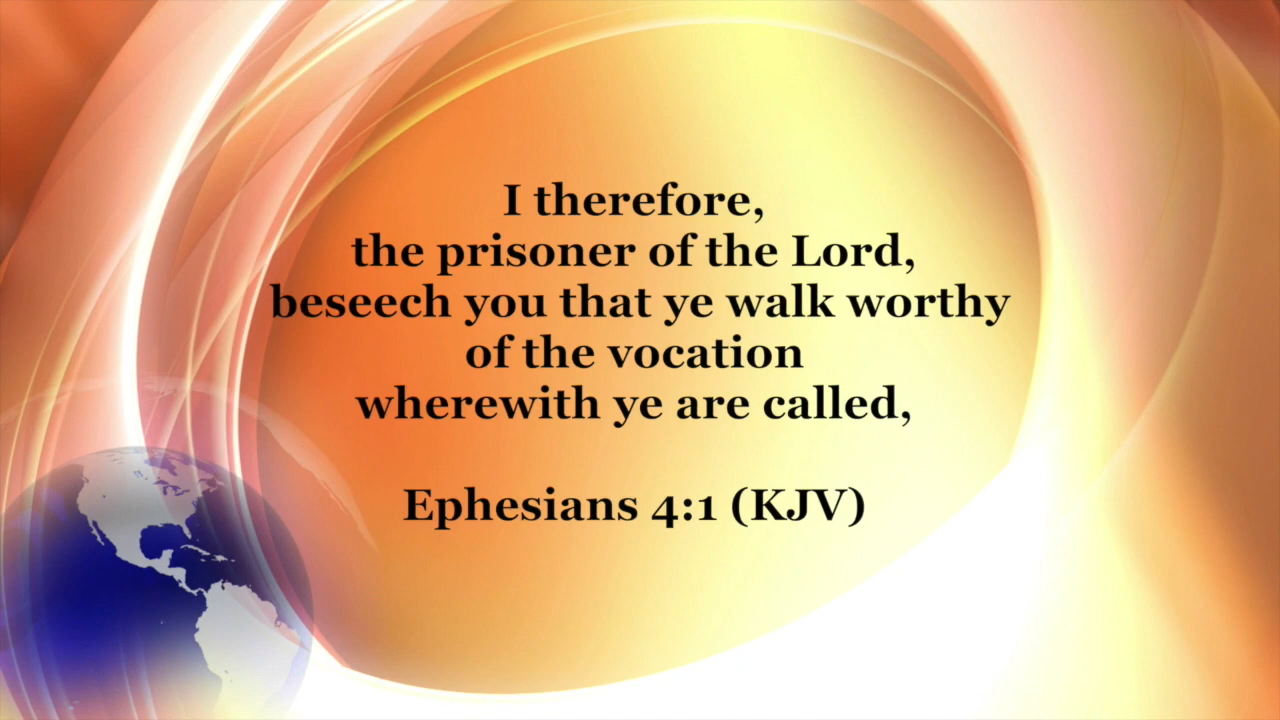 I therefore,
the prisoner of the Lord,
beseech you that ye walk worthy
of the vocation
wherewith ye are called,
Ephesians 4:1 (KJV)